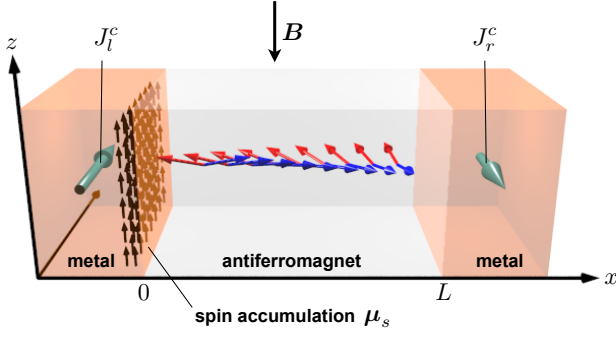 B
z
J_l^c
J_r^c
metal
antiferromagnet
metal
x
0
L
spin accumulation μ_s